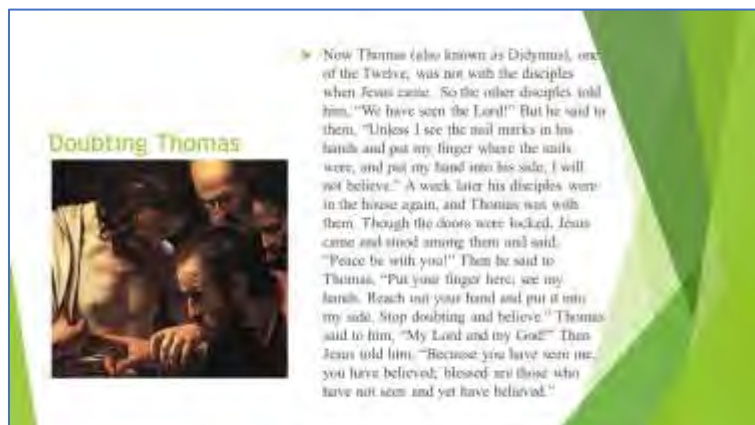 Doubting Thomas
Now Thomas (also known as Didymus), one
of the Twelve, was not with the disciples
when Jesus came. So the other disciples told
him, "We have seen the Lord!" But he said to
them, "Unless I see the nail marks in his
hands and put my finger where the nails
were, and put my hand into his side, I will
not believe." A week later his disciples were
in the house again, and Thomas was with
them. Though the doors were locked, Jesus
came and stood among them and said,
"Peace be with you!" Then he said to
Thomas, "Put your finger here; see my
hands. Reach out your hand and put it into
my side. Stop doubting and believe." Thomas
said to him, "My Lord and my God!" Then
Jesus told him, "Because you have seen me,
you have believed; blessed are those who
have not seen and yet have believed."